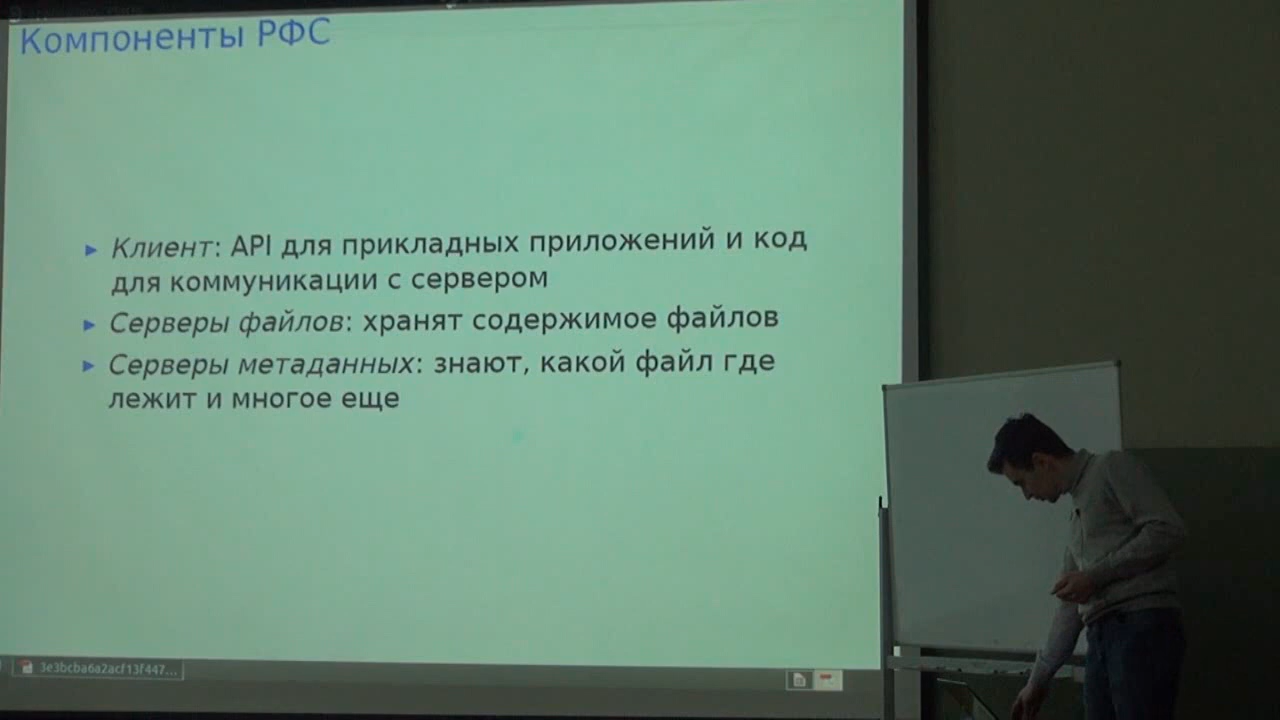 Компоненты РФС
▸ Клиент: API для прикладных приложений и код
для коммуникации с сервером
▸ Серверы файлов: хранят содержимое файлов
▸ Серверы метаданных: знают, какой файл где
лежит и многое еще
3e3bcba6a2acf13f447...